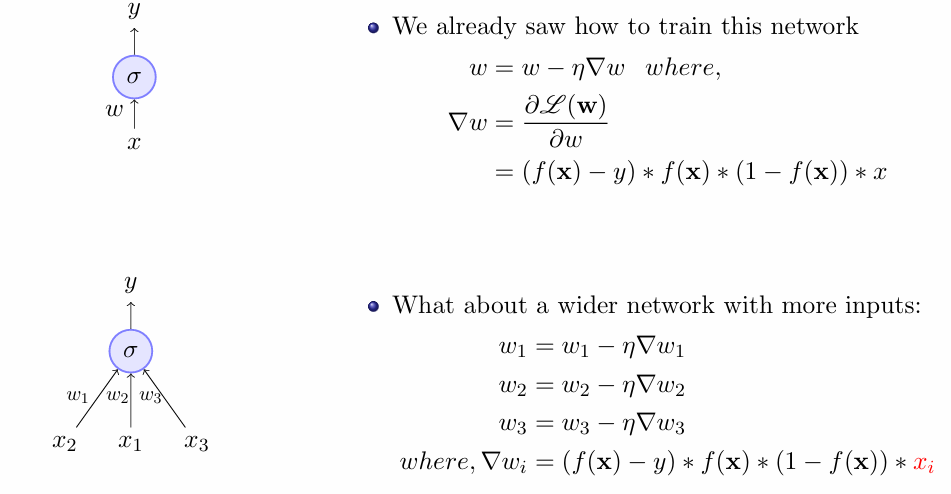 y
σ
w
x
We already saw how to train this network
w = w − η∇w where,
∇w = ∂ℒ(w)/∂w
= (f(x) − y) ∗ f(x) ∗ (1 − f(x)) ∗ x
y
σ
w₁ w₂ w₃
x₂ x₁ x₃
What about a wider network with more inputs:
w₁ = w₁ − η∇w₁
w₂ = w₂ − η∇w₂
w₃ = w₃ − η∇w₃
where, ∇wᵢ = (f(x) − y) ∗ f(x) ∗ (1 − f(x)) ∗ xᵢ